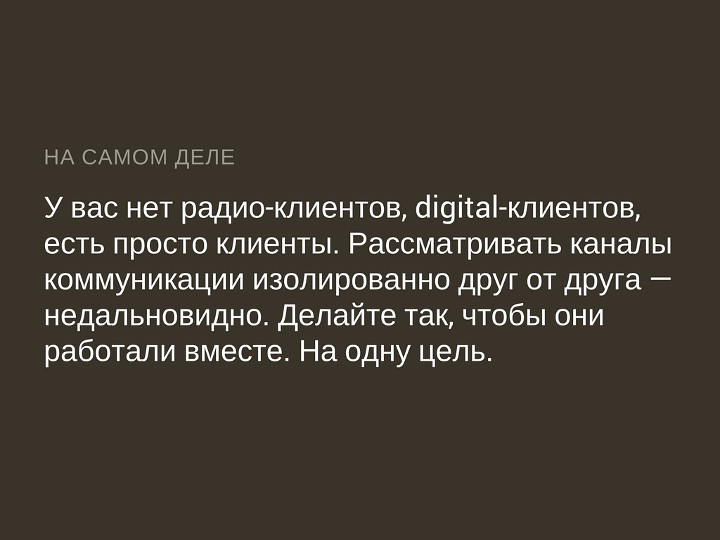 НА САМОМ ДЕЛЕ
У вас нет радио-клиентов, digital-клиентов,
есть просто клиенты. Рассматривать каналы
коммуникации изолированно друг от друга —
недальновидно. Делайте так, чтобы они
работали вместе. На одну цель.